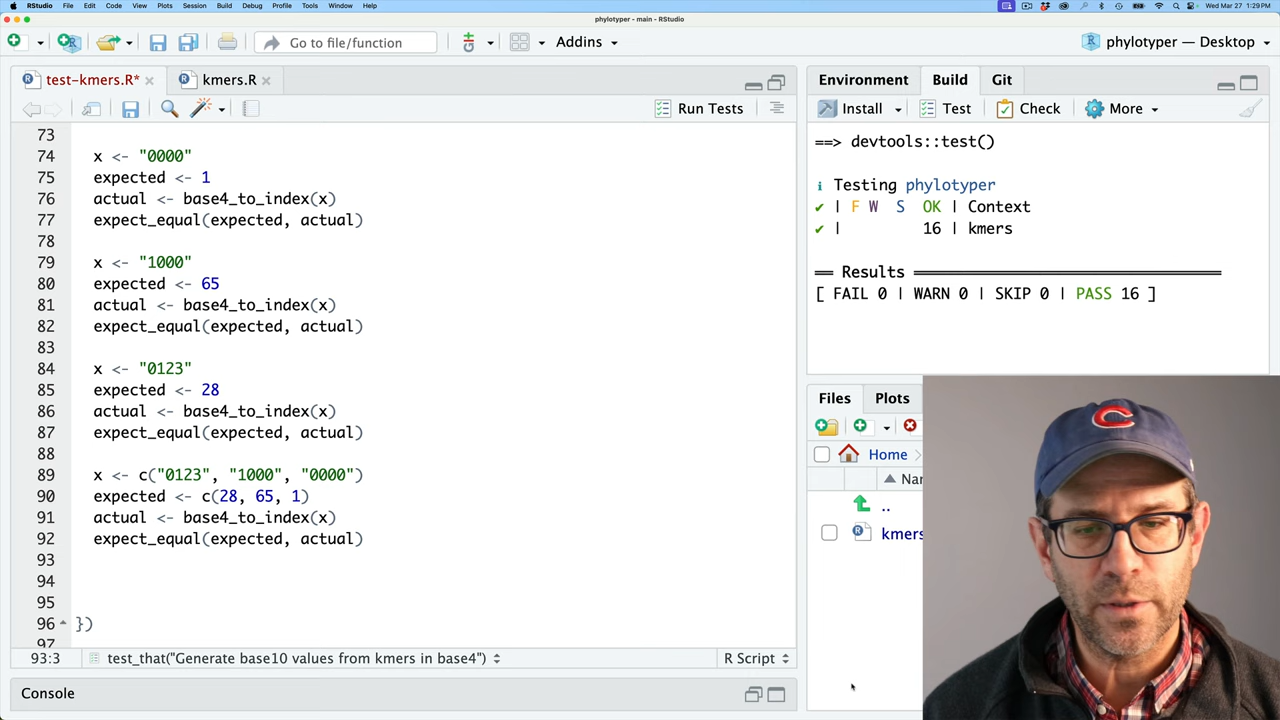 RStudio File Edit Code View Plots Session Build Debug Profile Tools Window Help
Wed Mar 27 1:29 PM
phylotyper - main - RStudio
Go to file/function
Addins
phylotyper — Desktop
test-kmers.R*
kmers.R
Run Tests
73
74 x <- "0000"
75 expected <- 1
76 actual <- base4_to_index(x)
77 expect_equal(expected, actual)
78
79 x <- "1000"
80 expected <- 65
81 actual <- base4_to_index(x)
82 expect_equal(expected, actual)
83
84 x <- "0123"
85 expected <- 28
86 actual <- base4_to_index(x)
87 expect_equal(expected, actual)
88
89 x <- c("0123", "1000", "0000")
90 expected <- c(28, 65, 1)
91 actual <- base4_to_index(x)
92 expect_equal(expected, actual)
93
94
95
96 })
97
93:3 test_that("Generate base10 values from kmers in base4") R Script
Console
Environment Build Git
Install Test Check More
==> devtools::test()
ℹ Testing phylotyper
✔ | F W S OK | Context
✔ | 16 | kmers
══ Results ════════════════════
[ FAIL 0 | WARN 0 | SKIP 0 | PASS 16 ]
Files Plots
Home
..
kmers
C